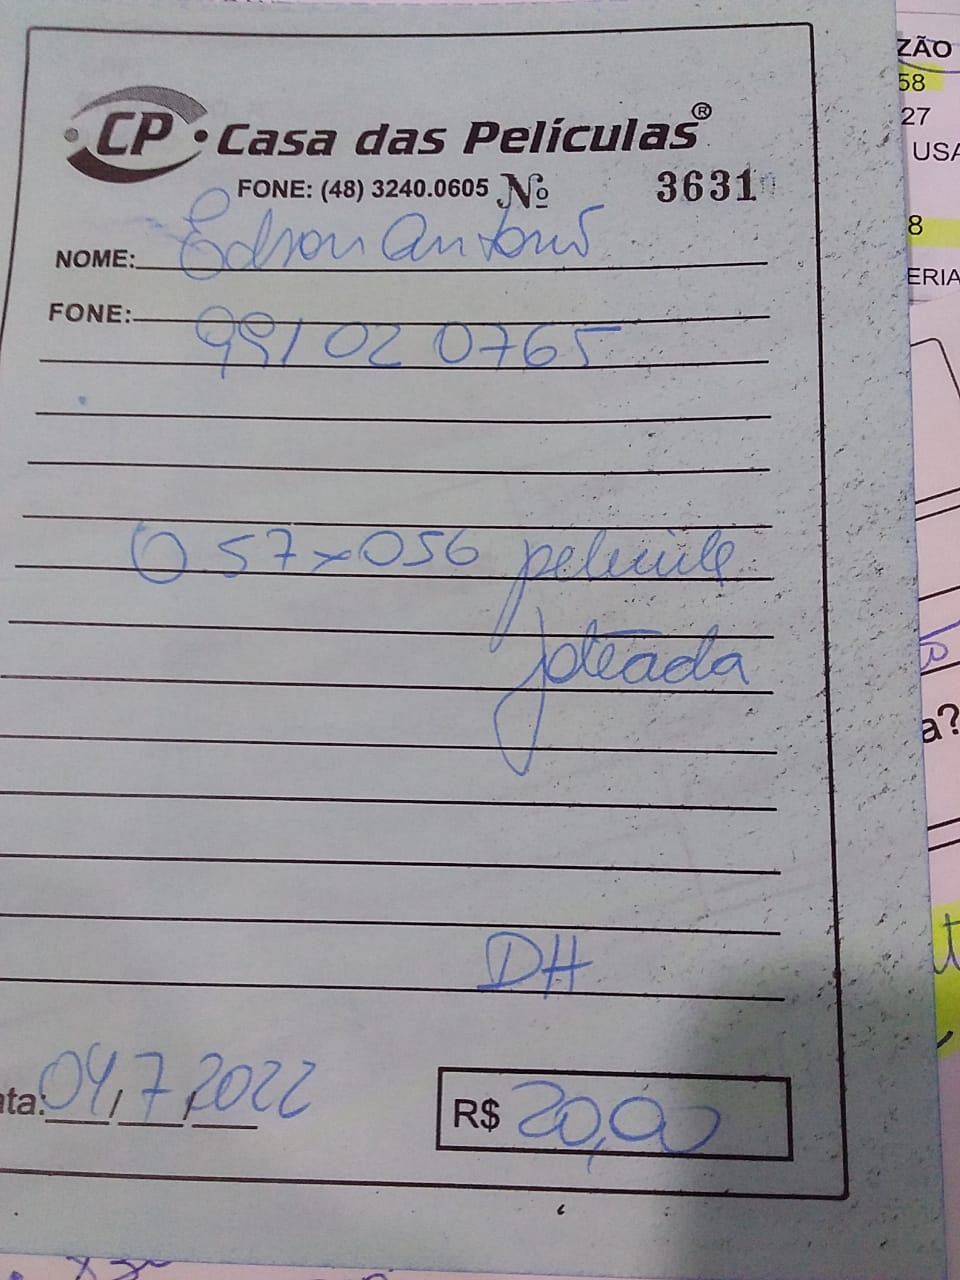 CP Casa das Películas®
FONE: (48) 3240.0605 Nº 3631
NOME: Edson Antonio
FONE: 991020765
057x056 pelicula
joteada
DH
ata: 04/7/2022
R$ 20,00
ZÃO
58
27
USA
8
ERIA
a?